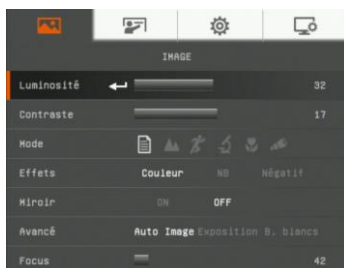 IMAGE
Luminosité 32
Contraste 17
Mode
Effets Couleur NB Négatif
Miroir ON OFF
Avancé Auto Image Exposition B. blancs
Focus 42